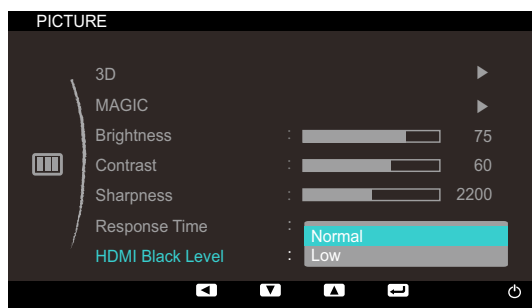 PICTURE
3D
MAGIC
Brightness : 75
Contrast : 60
Sharpness : 2200
Response Time :
Normal
HDMI Black Level : Low